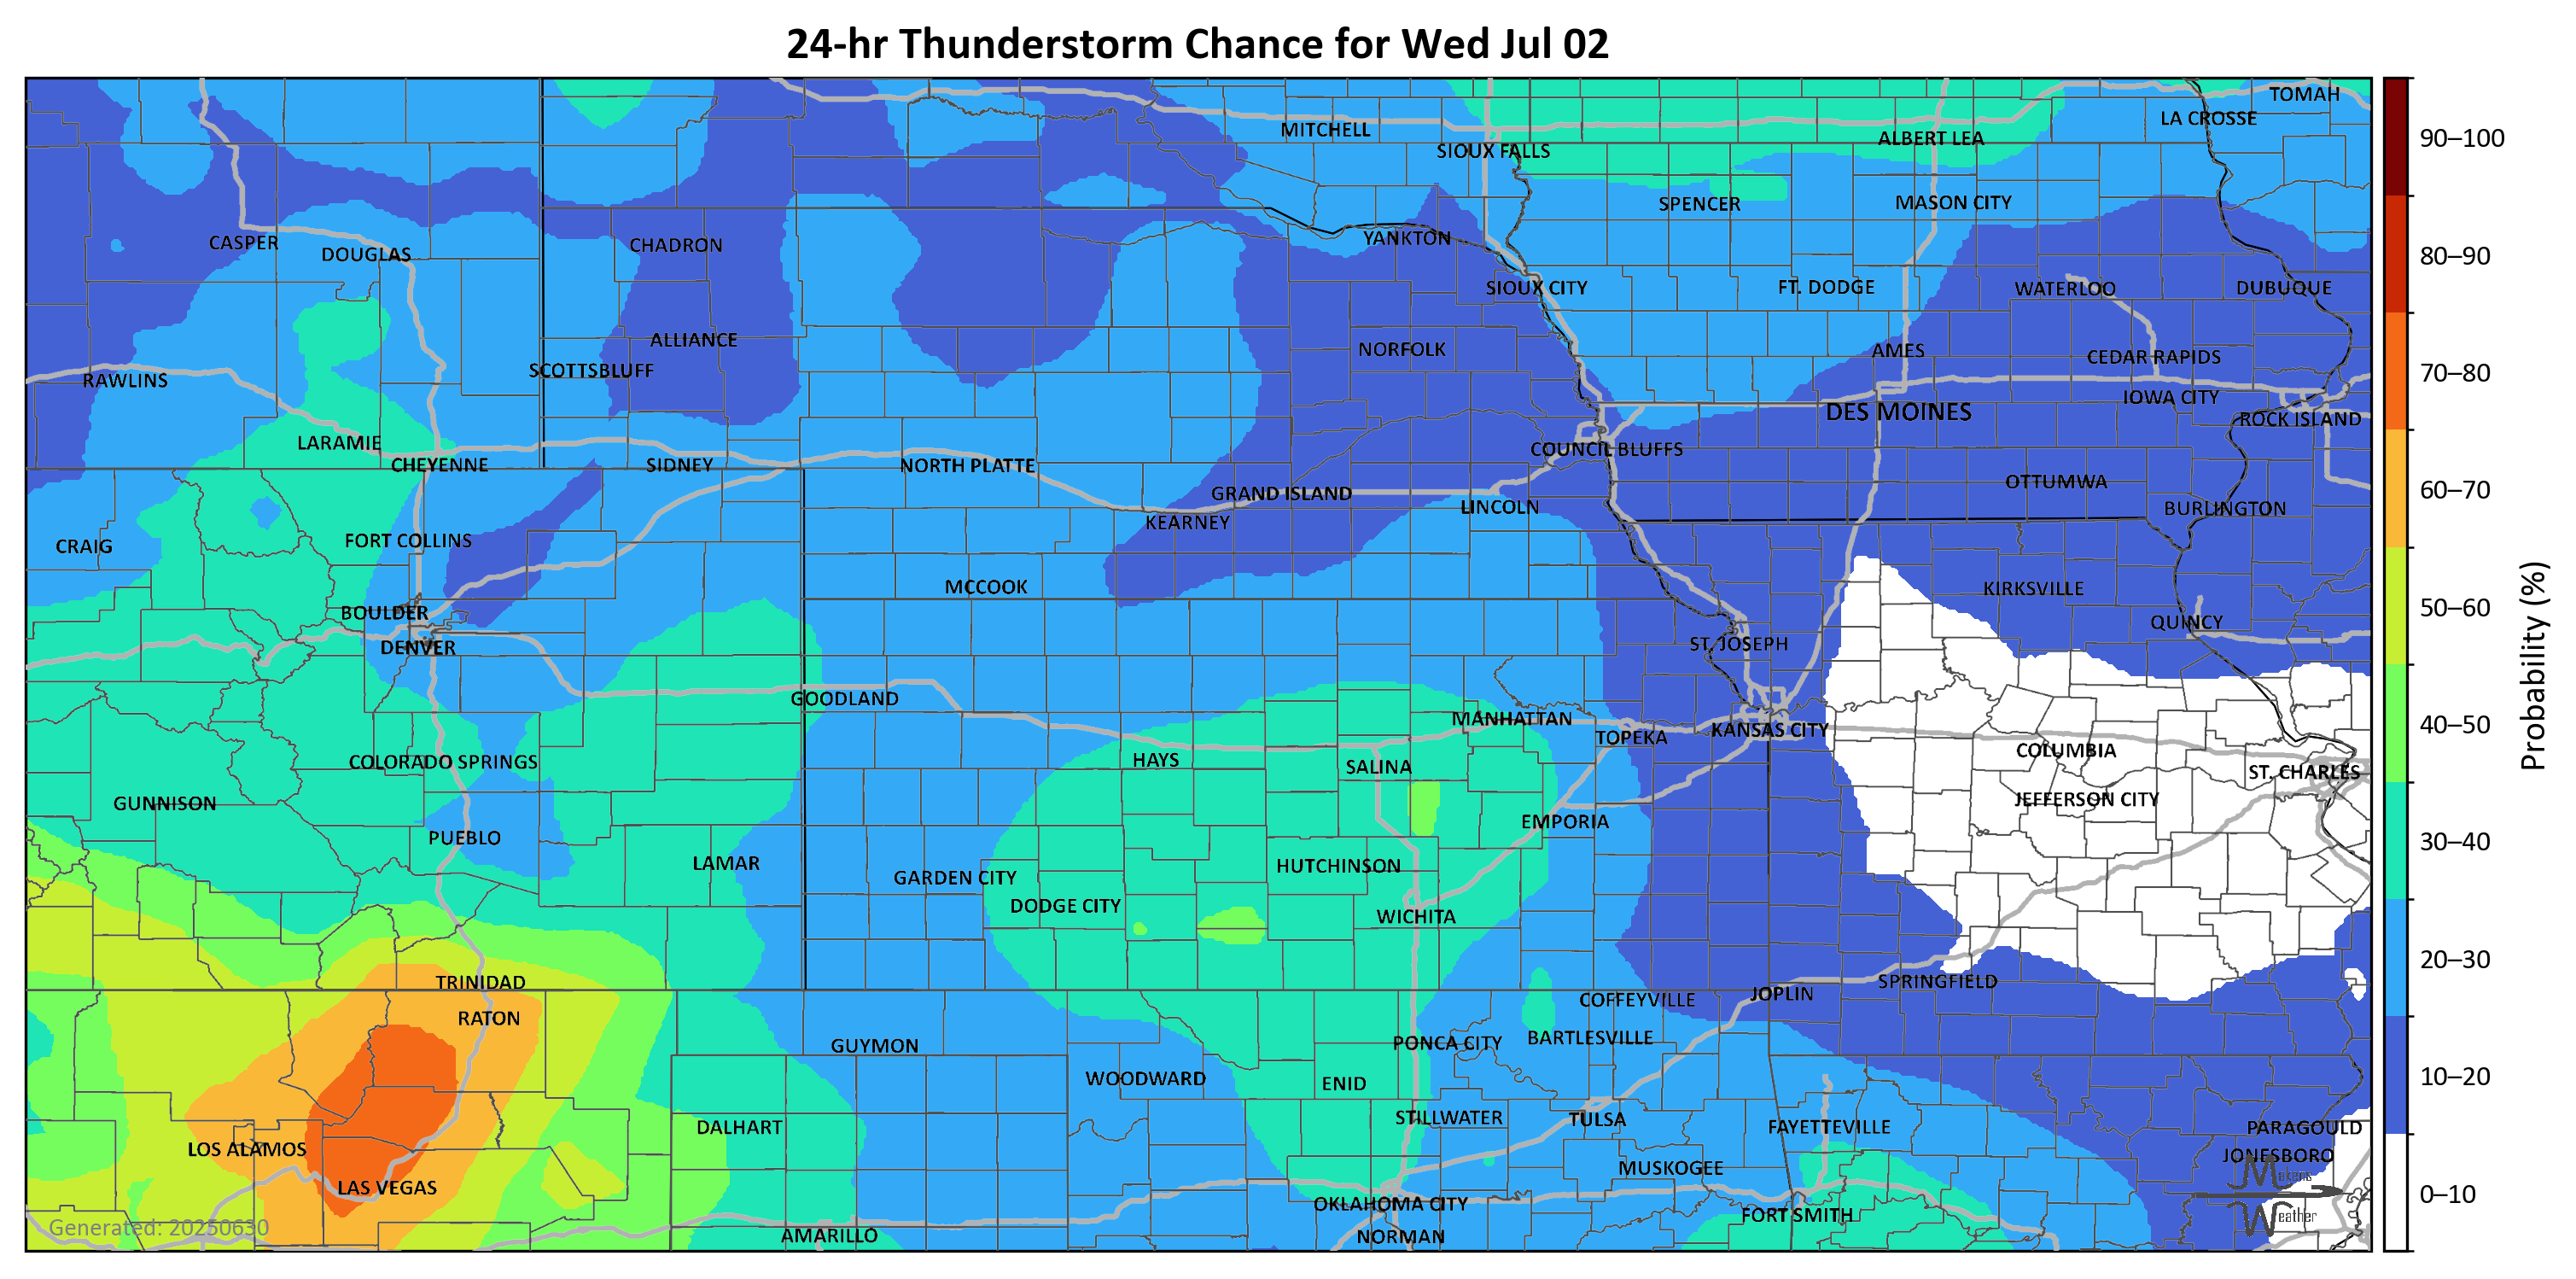 24-hr Thunderstorm Chance for Wed Jul 02
TOMAH
LA CROSSE
MITCHELL
ALBERT LEA
SIOUX FALLS
SPENCER
MASON CITY
CASPER
DOUGLAS
CHADRON
YANKTON
SIOUX CITY
FT. DODGE
WATERLOO
DUBUQUE
ALLIANCE
NORFOLK
AMES
CEDAR RAPIDS
RAWLINS
SCOTTSBLUFF
IOWA CITY
DES MOINES
ROCK ISLAND
LARAMIE
COUNCIL BLUFFS
CHEYENNE
SIDNEY
NORTH PLATTE
OTTUMWA
GRAND ISLAND
LINCOLN
BURLINGTON
KEARNEY
CRAIG
FORT COLLINS
MCCOOK
KIRKSVILLE
BOULDER
QUINCY
DENVER
ST. JOSEPH
GOODLAND
MANHATTAN
TOPEKA
KANSAS CITY
COLUMBIA
COLORADO SPRINGS
HAYS
SALINA
ST. CHARLES
GUNNISON
JEFFERSON CITY
PUEBLO
EMPORIA
LAMAR
HUTCHINSON
GARDEN CITY
DODGE CITY
WICHITA
TRINIDAD
SPRINGFIELD
JOPLIN
COFFEYVILLE
RATON
BARTLESVILLE
PONCA CITY
GUYMON
WOODWARD
ENID
STILLWATER
TULSA
DALHART
FAYETTEVILLE
PARAGOULD
LOS ALAMOS
JONESBORO
MUSKOGEE
LAS VEGAS
OKLAHOMA CITY
FORT SMITH
AMARILLO
NORMAN
Generated: 20250630
Mekens
Weather
90–100
80–90
70–80
60–70
50–60
40–50
30–40
20–30
10–20
0–10
Probability (%)